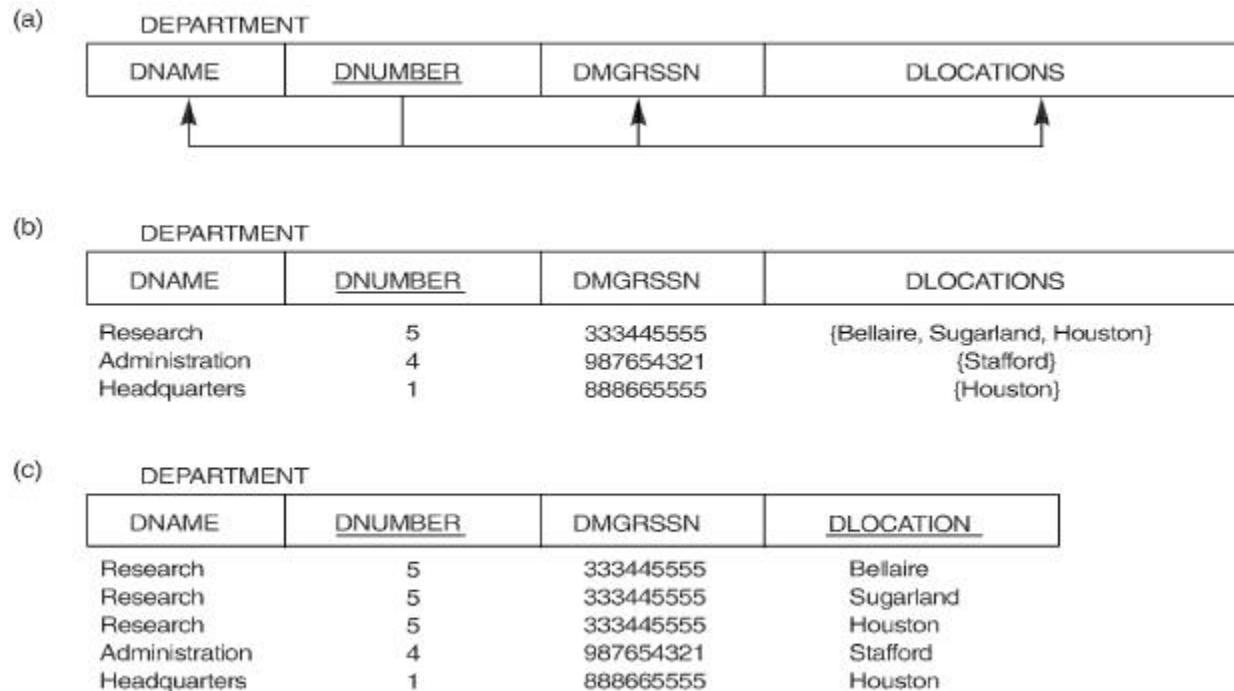 (a)
DEPARTMENT
DNAME DNUMBER DMGRSSN DLOCATIONS
(b)
DEPARTMENT
DNAME DNUMBER DMGRSSN DLOCATIONS
Research 5 333445555 {Bellaire, Sugarland, Houston}
Administration 4 987654321 {Stafford}
Headquarters 1 888665555 {Houston}
(c)
DEPARTMENT
DNAME DNUMBER DMGRSSN DLOCATION
Research 5 333445555 Bellaire
Research 5 333445555 Sugarland
Research 5 333445555 Houston
Administration 4 987654321 Stafford
Headquarters 1 888665555 Houston